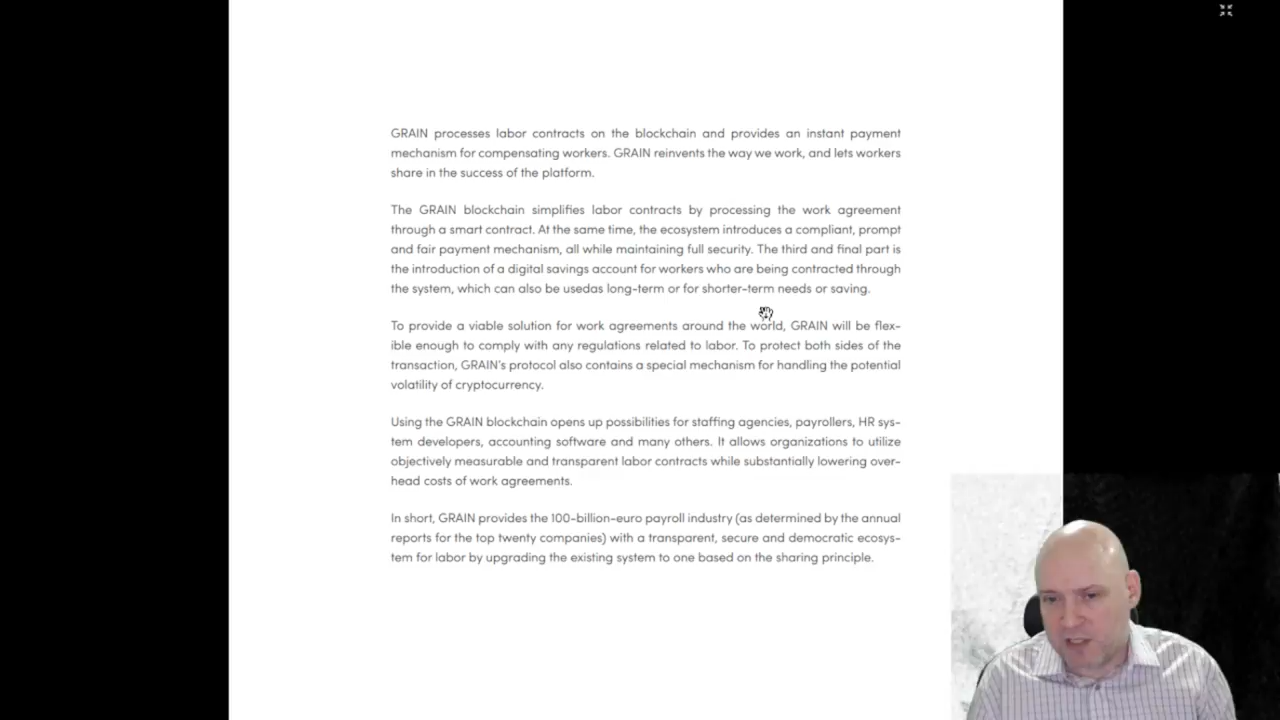 GRAIN processes labor contracts on the blockchain and provides an instant payment
mechanism for compensating workers. GRAIN reinvents the way we work, and lets workers
share in the success of the platform.
The GRAIN blockchain simplifies labor contracts by processing the work agreement
through a smart contract. At the same time, the ecosystem introduces a compliant, prompt
and fair payment mechanism, all while maintaining full security. The third and final part is
the introduction of a digital savings account for workers who are being contracted through
the system, which can also be usedas long-term or for shorter-term needs or saving.
To provide a viable solution for work agreements around the world, GRAIN will be flex-
ible enough to comply with any regulations related to labor. To protect both sides of the
transaction, GRAIN's protocol also contains a special mechanism for handling the potential
volatility of cryptocurrency.
Using the GRAIN blockchain opens up possibilities for staffing agencies, payrollers, HR sys-
tem developers, accounting software and many others. It allows organizations to utilize
objectively measurable and transparent labor contracts while substantially lowering over-
head costs of work agreements.
In short, GRAIN provides the 100-billion-euro payroll industry (as determined by the annual
reports for the top twenty companies) with a transparent, secure and democratic ecosys-
tem for labor by upgrading the existing system to one based on the sharing principle.